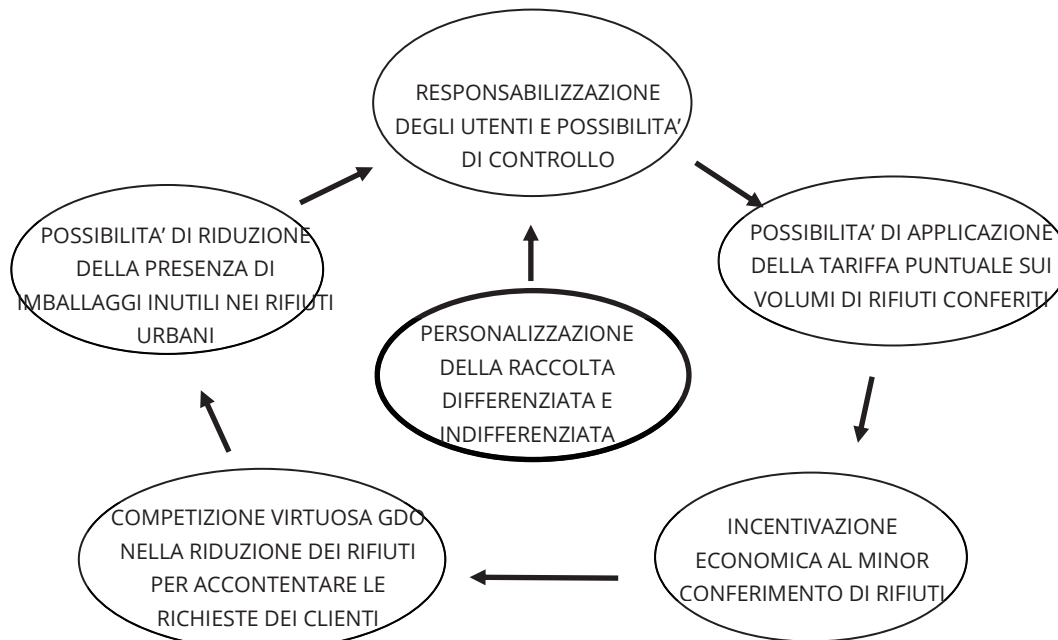 RESPONSABILIZZAZIONE
DEGLI UTENTI E POSSIBILITA’
DI CONTROLLO
POSSIBILITA’ DI APPLICAZIONE
DELLA TARIFFA PUNTUALE SUI
VOLUMI DI RIFIUTI CONFERITI
INCENTIVAZIONE
ECONOMICA AL MINOR
CONFERIMENTO DI RIFIUTI
COMPETIZIONE VIRTUOSA GDO
NELLA RIDUZIONE DEI RIFIUTI
PER ACCONTENTARE LE
RICHIESTE DEI CLIENTI
POSSIBILITA’ DI RIDUZIONE
DELLA PRESENZA DI
IMBALLAGGI INUTILI NEI RIFIUTI
URBANI
PERSONALIZZAZIONE
DELLA RACCOLTA
DIFFERENZIATA E
INDIFFERENZIATA